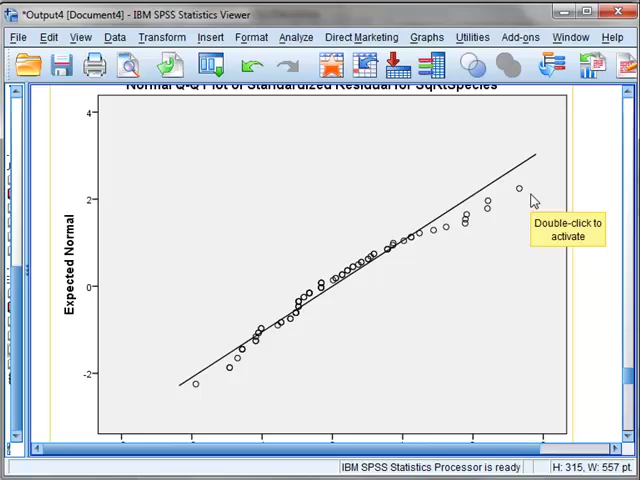 *Output4 [Document4] - IBM SPSS Statistics Viewer
File Edit View Data Transform Insert Format Analyze Direct Marketing Graphs Utilities Add-ons Window Help
Normal Q-Q Plot of Standardized Residual for SqRtSpecies
4
2
0
-2
Expected Normal
Double-click to
activate
IBM SPSS Statistics Processor is ready H: 315, W: 557 pt.